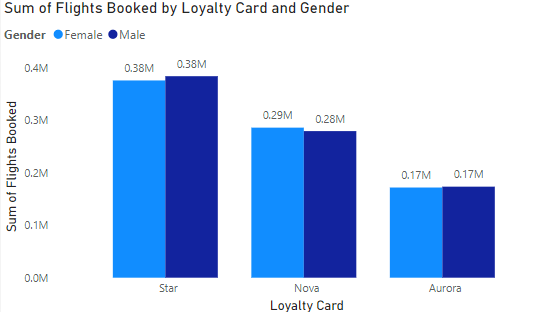 Sum of Flights Booked by Loyalty Card and Gender
Gender Female Male
0.4M
0.3M
0.2M
0.1M
0.0M
Sum of Flights Booked
0.38M
0.38M
0.29M
0.28M
0.17M
0.17M
Star
Nova
Aurora
Loyalty Card